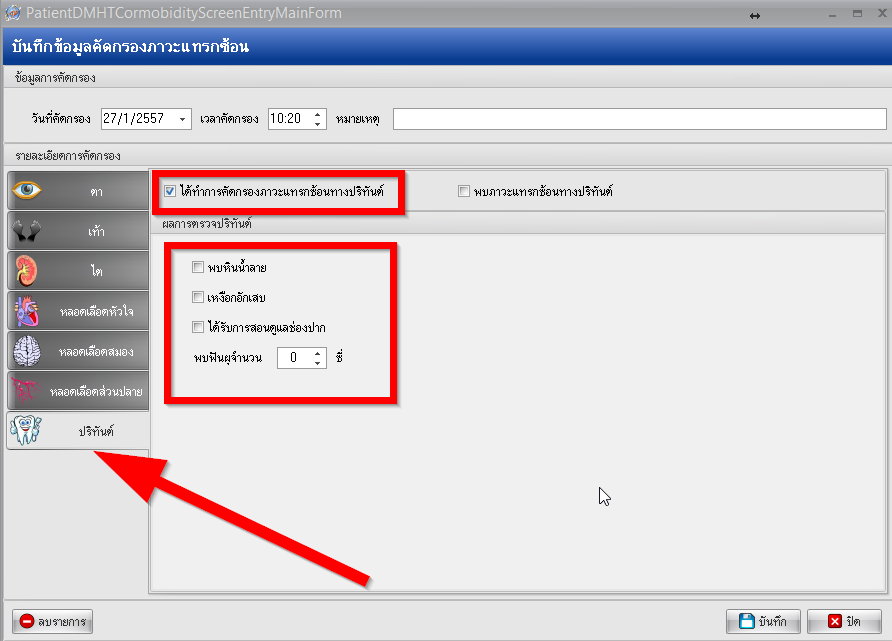 PatientDMHTCormobidityScreenEntryMainForm
บันทึกข้อมูลคัดกรองภาวะแทรกซ้อน
ข้อมูลการคัดกรอง
วันที่คัดกรอง 27/1/2557 เวลาคัดกรอง 10:20 หมายเหตุ
รายละเอียดการคัดกรอง
ตา
เท้า
ไต
หลอดเลือดหัวใจ
หลอดเลือดสมอง
หลอดเลือดส่วนปลาย
ปริทันต์
ได้ทำการคัดกรองภาวะแทรกซ้อนทางปริทันต์ พบภาวะแทรกซ้อนทางปริทันต์
ผลการตรวจปริทันต์
พบหินน้ำลาย
เหงือกอักเสบ
ได้รับการสอนดูแลช่องปาก
พบฟันผุจำนวน 0 ซี่
ลบรายการ บันทึก ปิด